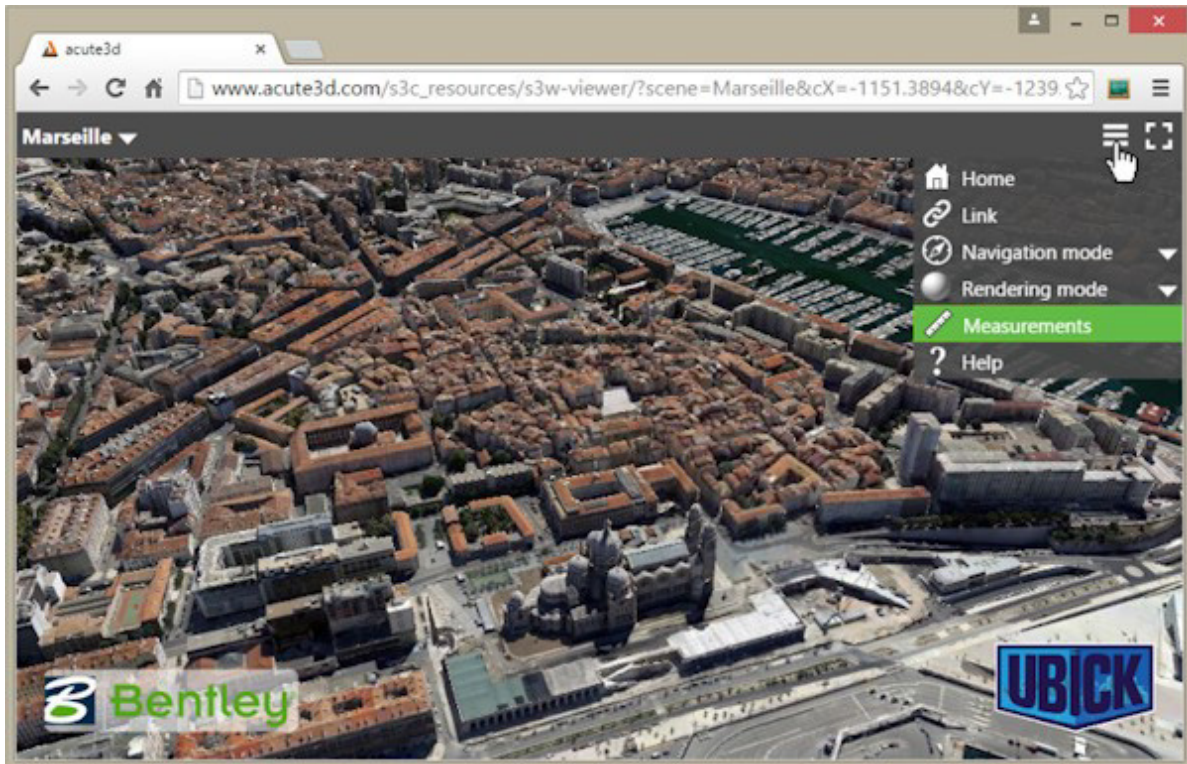 acute3d
www.acute3d.com/s3c_resources/s3w-viewer/?scene=Marseille&cX=-1151.3894&cY=-1239.
Marseille
Home
Link
Navigation mode
Rendering mode
Measurements
? Help
B Bentley
UBICK